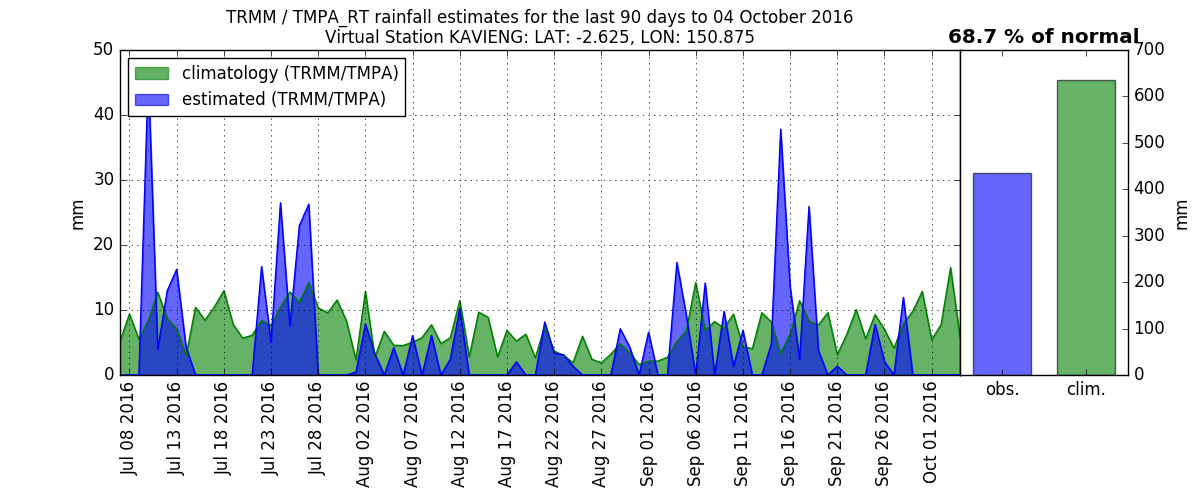 TRMM / TMPA_RT rainfall estimates for the last 90 days to 04 October 2016
Virtual Station KAVIENG: LAT: -2.625, LON: 150.875
68.7 % of normal
climatology (TRMM/TMPA)
estimated (TRMM/TMPA)
50
40
30
20
10
0
mm
Jul 08 2016
Jul 13 2016
Jul 18 2016
Jul 23 2016
Jul 28 2016
Aug 02 2016
Aug 07 2016
Aug 12 2016
Aug 17 2016
Aug 22 2016
Aug 27 2016
Sep 01 2016
Sep 06 2016
Sep 11 2016
Sep 16 2016
Sep 21 2016
Sep 26 2016
Oct 01 2016
obs.
clim.
700
600
500
400
300
200
100
0
mm